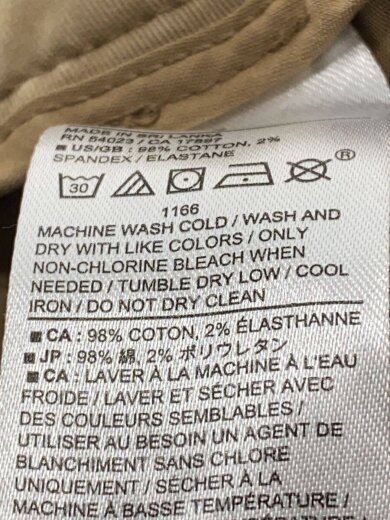 MADE IN SRI LANKA
RN 54023 / CA 17897
■ US/GB : 98% COTTON, 2%
SPANDEX / ELASTANE
30
®
1166
MACHINE WASH COLD / WASH AND
DRY WITH LIKE COLORS / ONLY
NON-CHLORINE BLEACH WHEN
NEEDED / TUMBLE DRY LOW / COOL
IRON / DO NOT DRY CLEAN
■ CA : 98% COTON, 2% ÉLASTHANNE
■ JP : 98% 綿, 2% ポリウレタン
■ CA : LAVER À LA MACHINE À L'EAU
FROIDE / LAVER ET SÉCHER AVEC
DES COULEURS SEMBLABLES /
UTILISER AU BESOIN UN AGENT DE
BLANCHIMENT SANS CHLORE
UNIQUEMENT / SÉCHER À LA
MACHINE À BASSE TEMPÉRATURE /